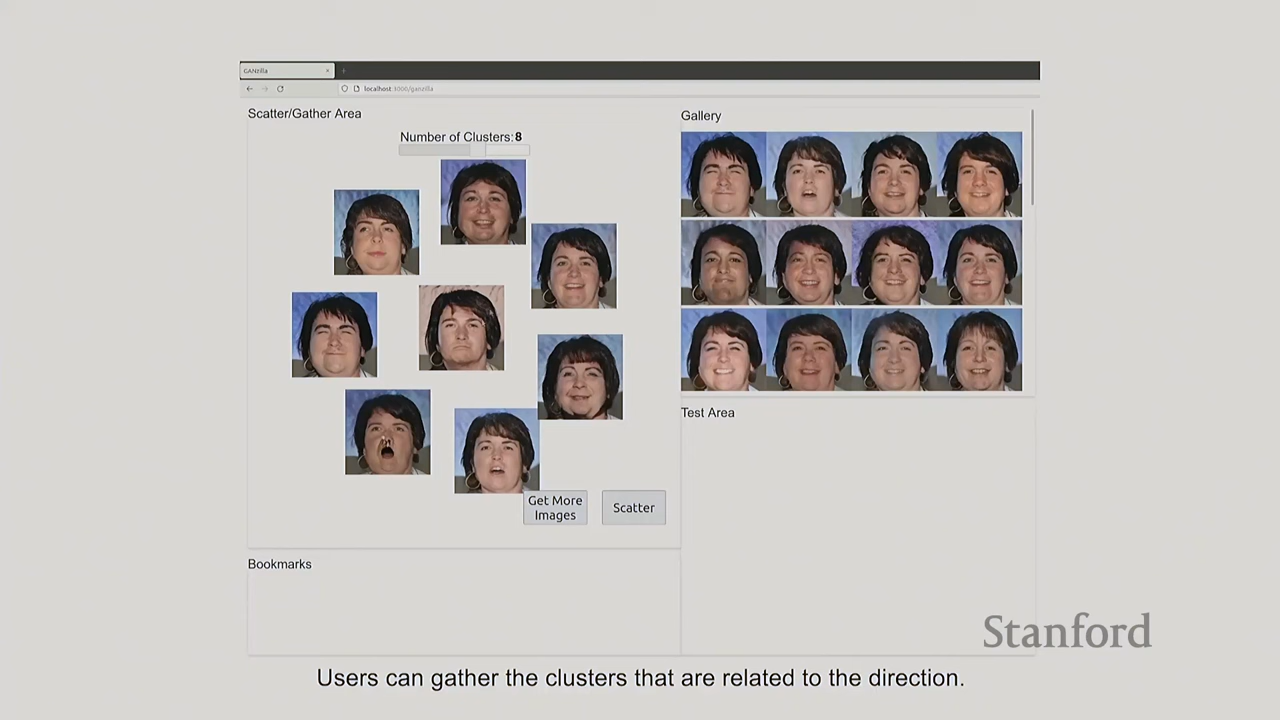 GANzilla
localhost:3000/ganzilla
Scatter/Gather Area
Number of Clusters: 8
Gallery
Test Area
Get More
Images
Scatter
Bookmarks
Stanford
Users can gather the clusters that are related to the direction.